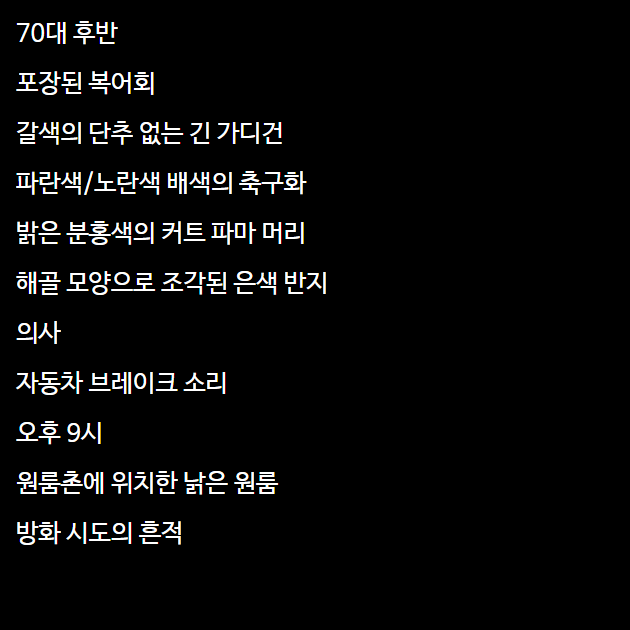 70대 후반
포장된 복어회
갈색의 단추 없는 긴 가디건
파란색/노란색 배색의 축구화
밝은 분홍색의 커트 파마 머리
해골 모양으로 조각된 은색 반지
의사
자동차 브레이크 소리
오후 9시
원룸촌에 위치한 낡은 원룸
방화 시도의 흔적